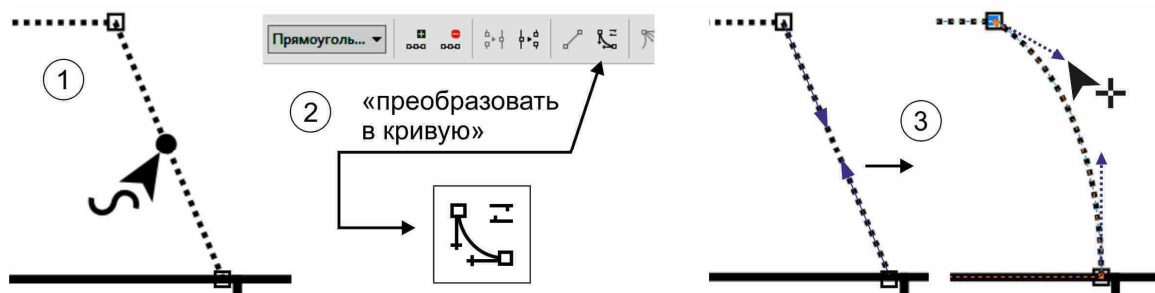 1
Прямоуголь...
2
«преобразовать
в кривую»
3